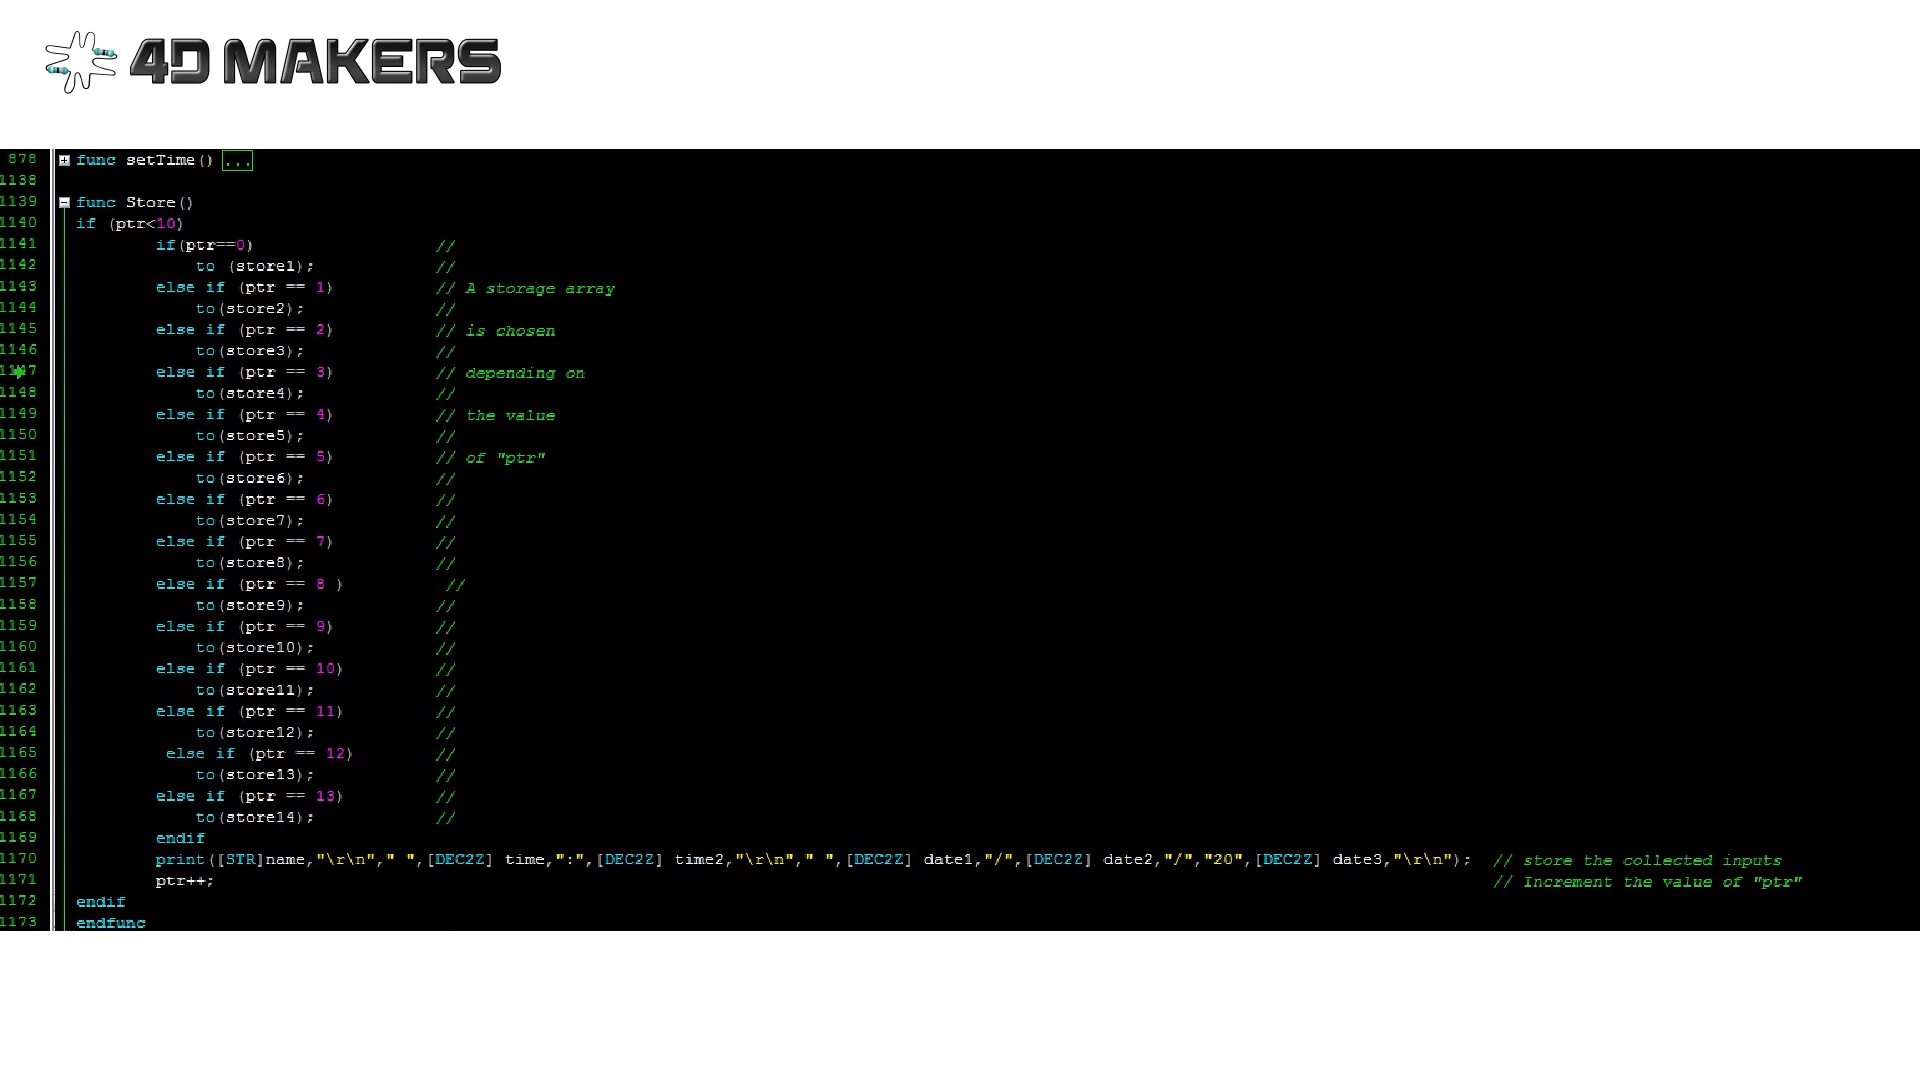 4D MAKERS
878 func setTime() ...
1138
1139 func Store()
1140 if (ptr<10)
1141 if(ptr==0) //
1142 to (store1); //
1143 else if (ptr == 1) // A storage array
1144 to(store2); //
1145 else if (ptr == 2) // is chosen
1146 to(store3); //
1147 else if (ptr == 3) // depending on
1148 to(store4); //
1149 else if (ptr == 4) // the value
1150 to(store5); //
1151 else if (ptr == 5) // of "ptr"
1152 to(store6); //
1153 else if (ptr == 6) //
1154 to(store7); //
1155 else if (ptr == 7) //
1156 to(store8); //
1157 else if (ptr == 8 ) //
1158 to(store9); //
1159 else if (ptr == 9) //
1160 to(store10); //
1161 else if (ptr == 10) //
1162 to(store11); //
1163 else if (ptr == 11) //
1164 to(store12); //
1165 else if (ptr == 12) //
1166 to(store13); //
1167 else if (ptr == 13) //
1168 to(store14); //
1169 endif
1170 print([STR]name,"\r\n"," ",[DEC2Z] time,":",[DEC2Z] time2,"\r\n"," ",[DEC2Z] date1,"/",[DEC2Z] date2,"/","20",[DEC2Z] date3,"\r\n"); // store the collected inputs
1171 ptr++; // Increment the value of "ptr"
1172 endif
1173 endfunc